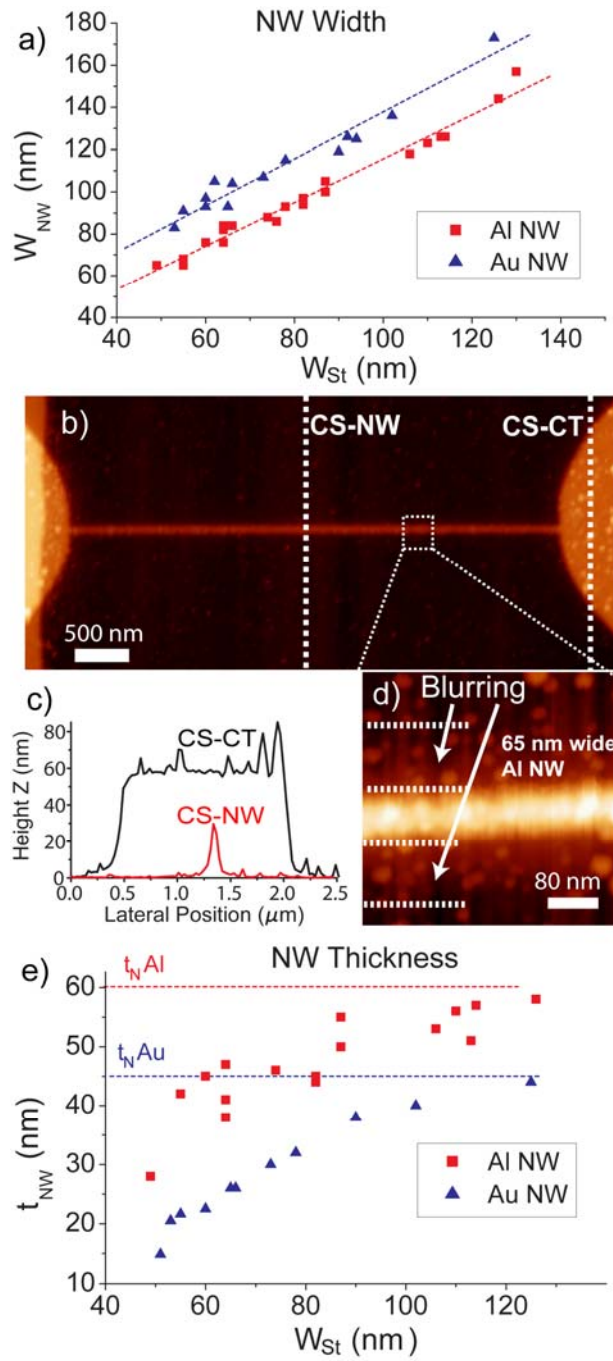 a)
NW Width
180
160
140
120
100
80
60
40
W_NW (nm)
Al NW
Au NW
40 60 80 100 120 140
W_St (nm)
b)
CS-NW
CS-CT
500 nm
c)
80
60
40
20
0
Height Z (nm)
CS-CT
CS-NW
0.0 0.5 1.0 1.5 2.0 2.5
Lateral Position (μm)
d)
Blurring
65 nm wide
Al NW
80 nm
e)
NW Thickness
t_N Al
t_N Au
60
50
40
30
20
10
t_NW (nm)
Al NW
Au NW
40 60 80 100 120
W_St (nm)